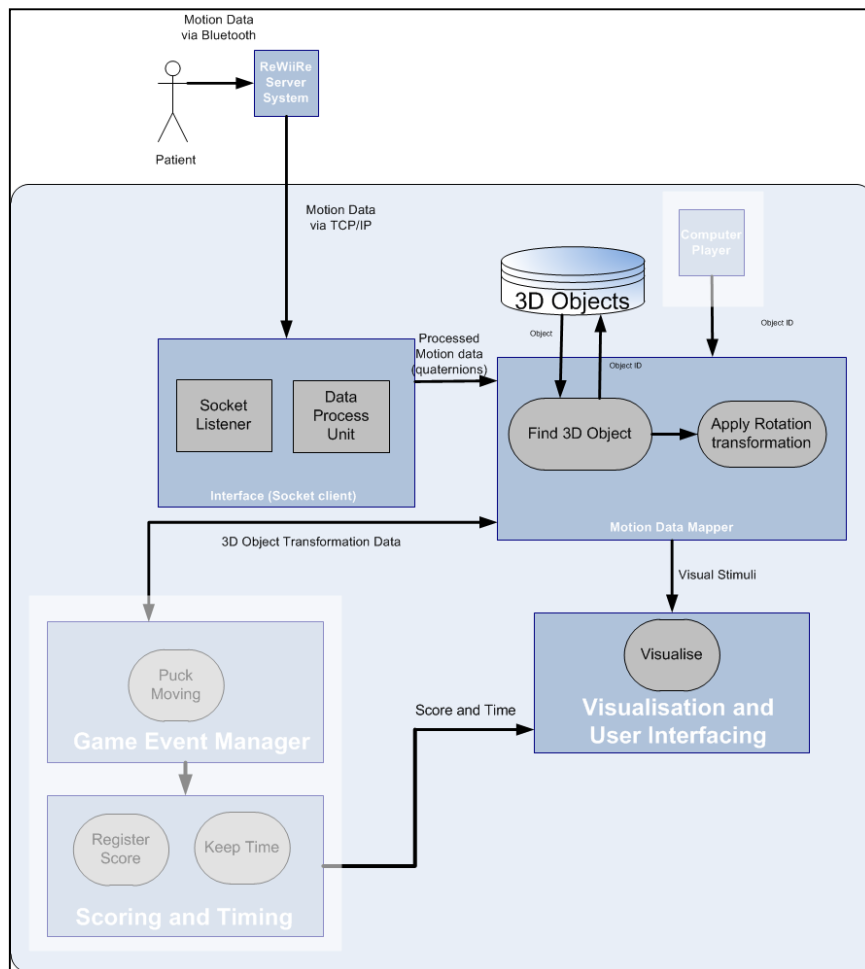 Motion Data
via Bluetooth
ReWiiRe
Server
System
Patient
Motion Data
via TCP/IP
Computer
Player
3D Objects
Object
Object ID
Object ID
Processed
Motion data
(quaternions)
Socket
Listener
Data
Process
Unit
Interface (Socket client)
Find 3D Object
Apply Rotation
transformation
Motion Data Mapper
3D Object Transformation Data
Visual Stimuli
Puck
Moving
Game Event Manager
Visualise
Visualisation and
User Interfacing
Score and Time
Register
Score
Keep Time
Scoring and Timing